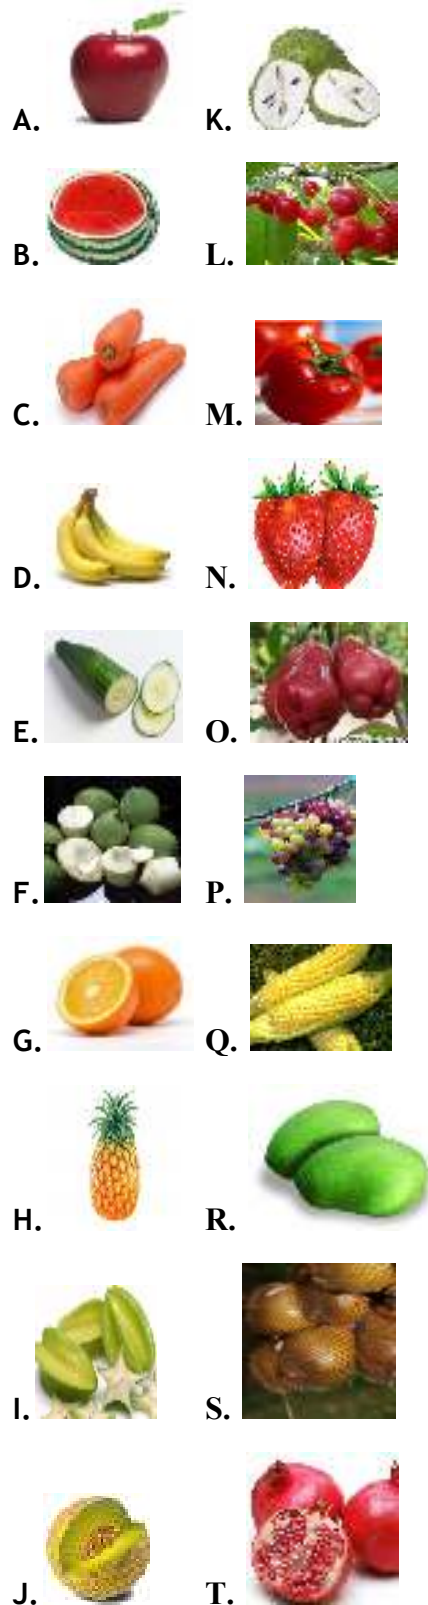 A. K.
B. L.
C. M.
D. N.
E. O.
F. P.
G. Q.
H. R.
I. S.
J. T.